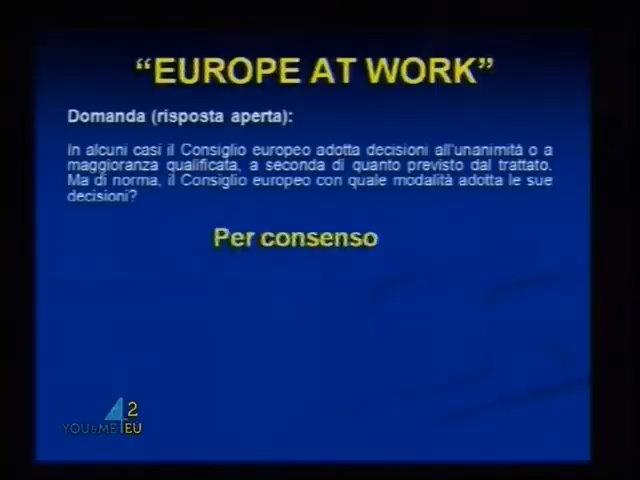 “EUROPE AT WORK”
Domanda (risposta aperta):
In alcuni casi il Consiglio europeo adotta decisioni all'unanimità o a
maggioranza qualificata, a seconda di quanto previsto dal trattato.
Ma di norma, il Consiglio europeo con quale modalità adotta le sue
decisioni?
Per consenso
42
YOU&ME EU